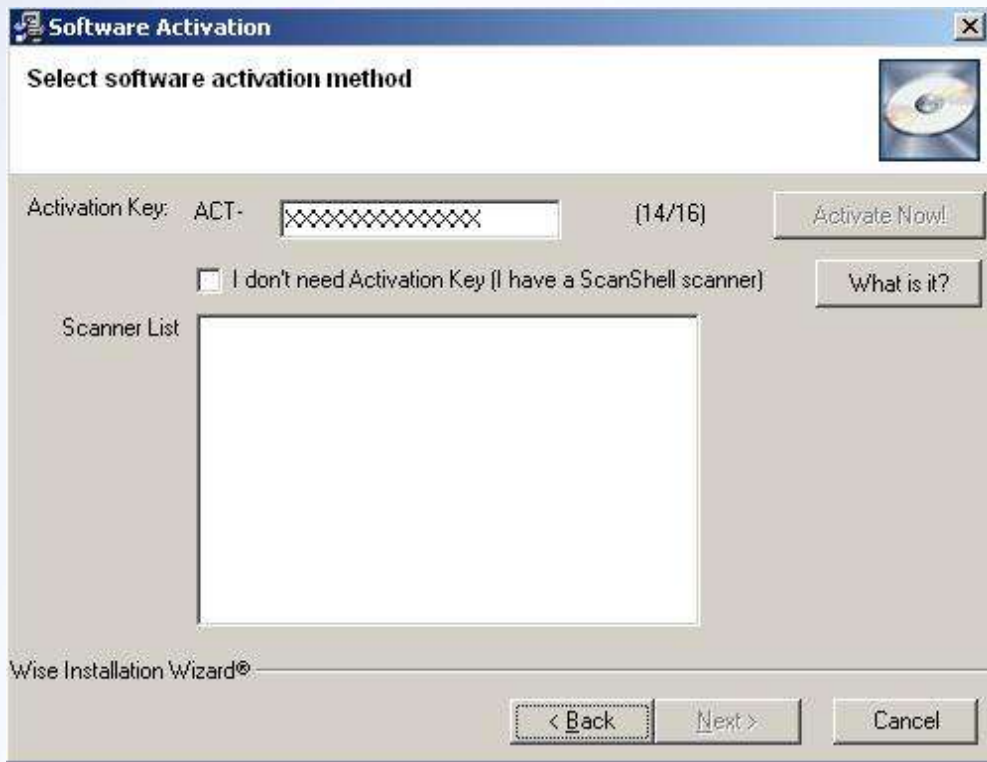 Software Activation
Select software activation method
Activation Key: ACT- XXXXXXXXXXXXXX (14/16) Activate Now!
I don't need Activation Key (I have a ScanShell scanner) What is it?
Scanner List
Wise Installation Wizard®
< Back Next > Cancel